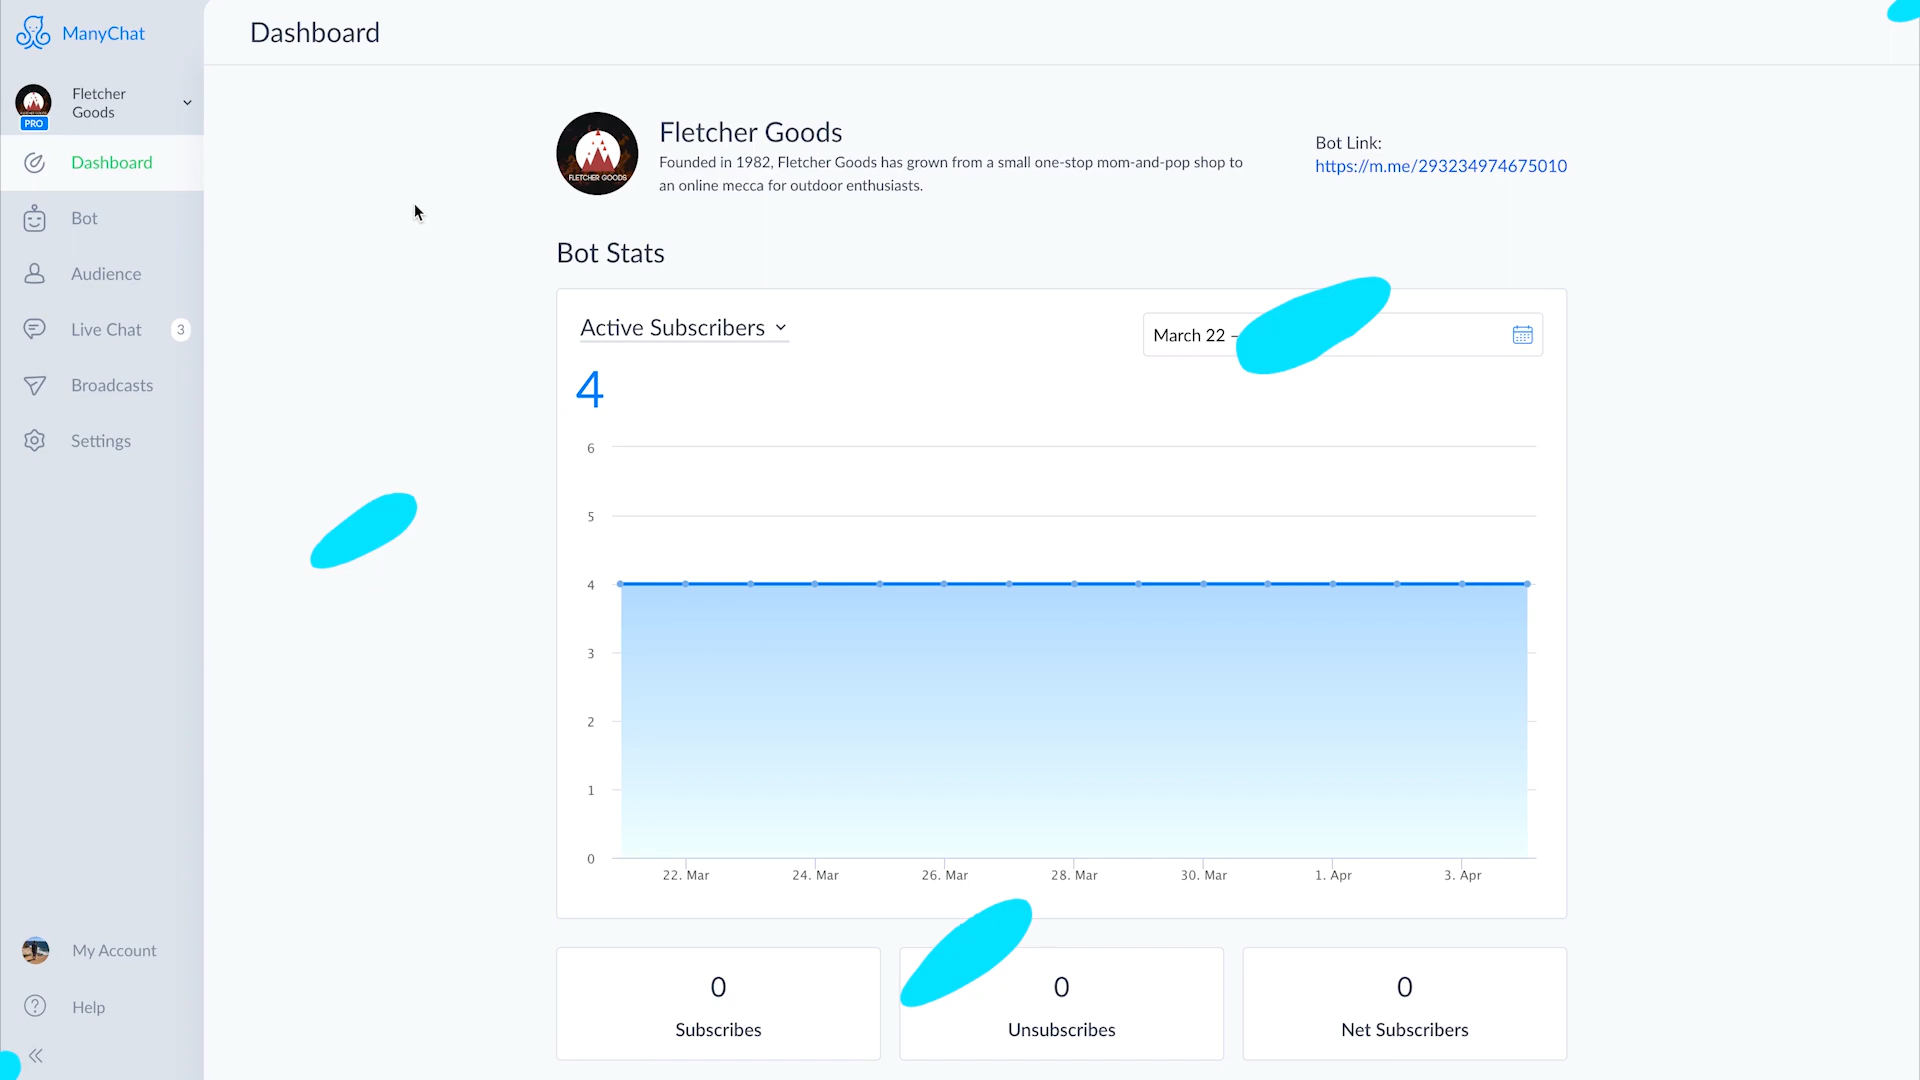 ManyChat
Dashboard
Fletcher
Goods
PRO
Dashboard
Bot
Audience
Live Chat 3
Broadcasts
Settings
My Account
Help
FLETCHER GOODS
Fletcher Goods
Founded in 1982, Fletcher Goods has grown from a small one-stop mom-and-pop shop to
an online mecca for outdoor enthusiasts.
Bot Link:
https://m.me/293234974675010
Bot Stats
Active Subscribers
March 22 –
4
6
5
4
3
2
1
0
22. Mar 24. Mar 26. Mar 28. Mar 30. Mar 1. Apr 3. Apr
0
Subscribes
0
Unsubscribes
0
Net Subscribers